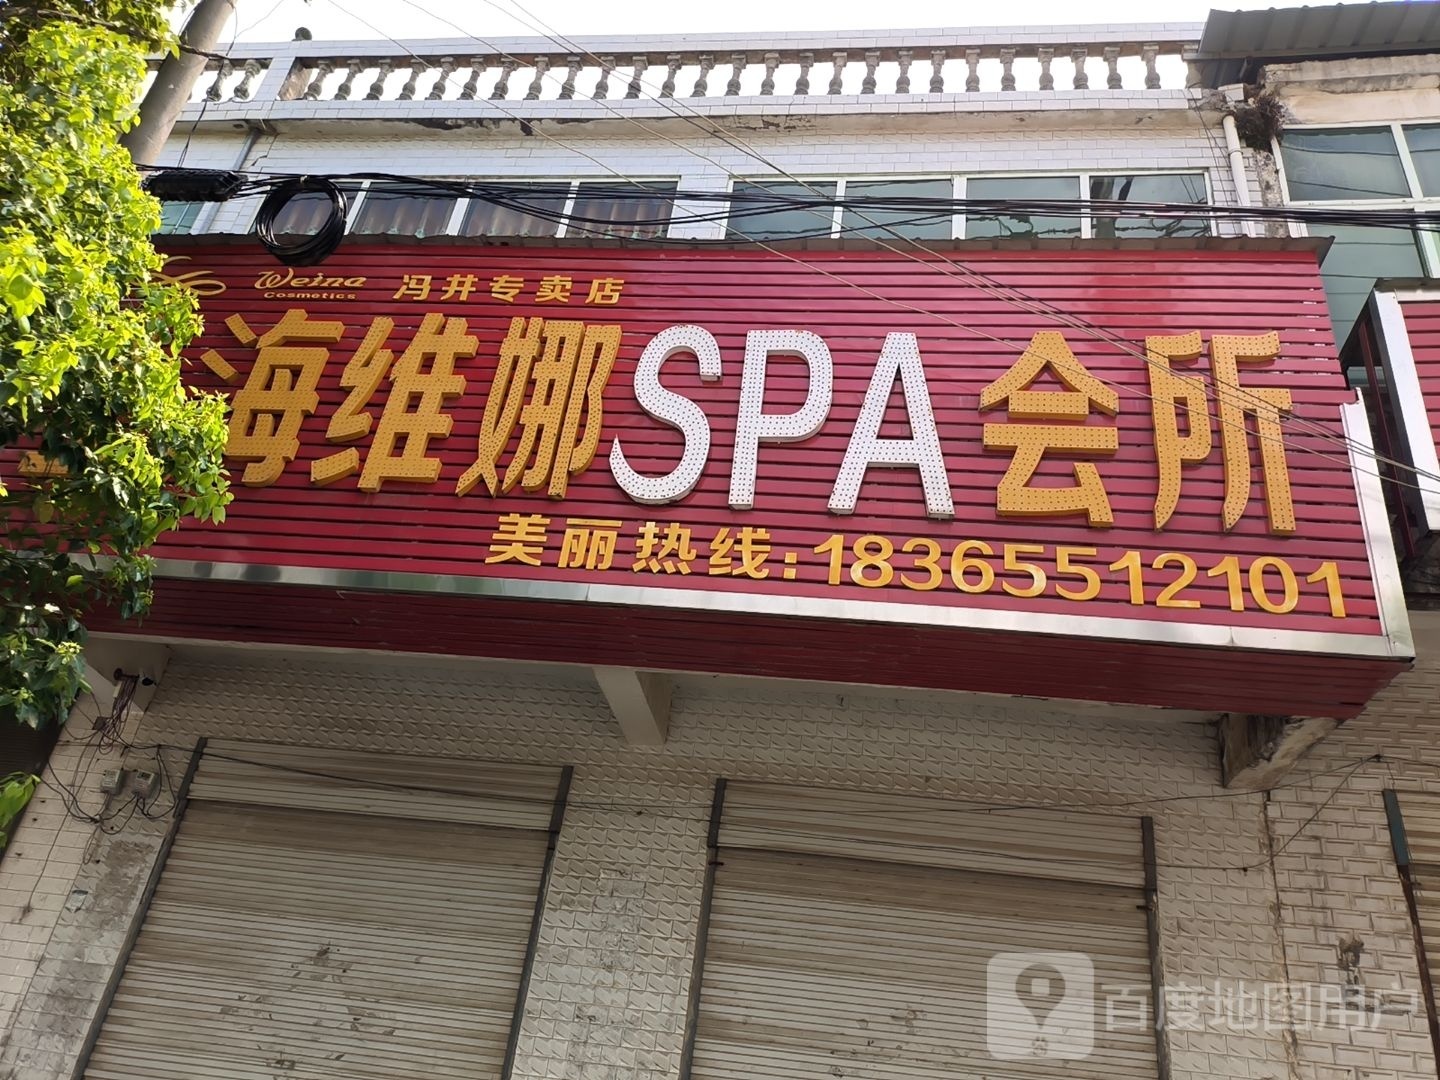 Weina
Cosmetics
冯井专卖店
海维娜SPA会所
美丽热线:18365512101
百度地图用户